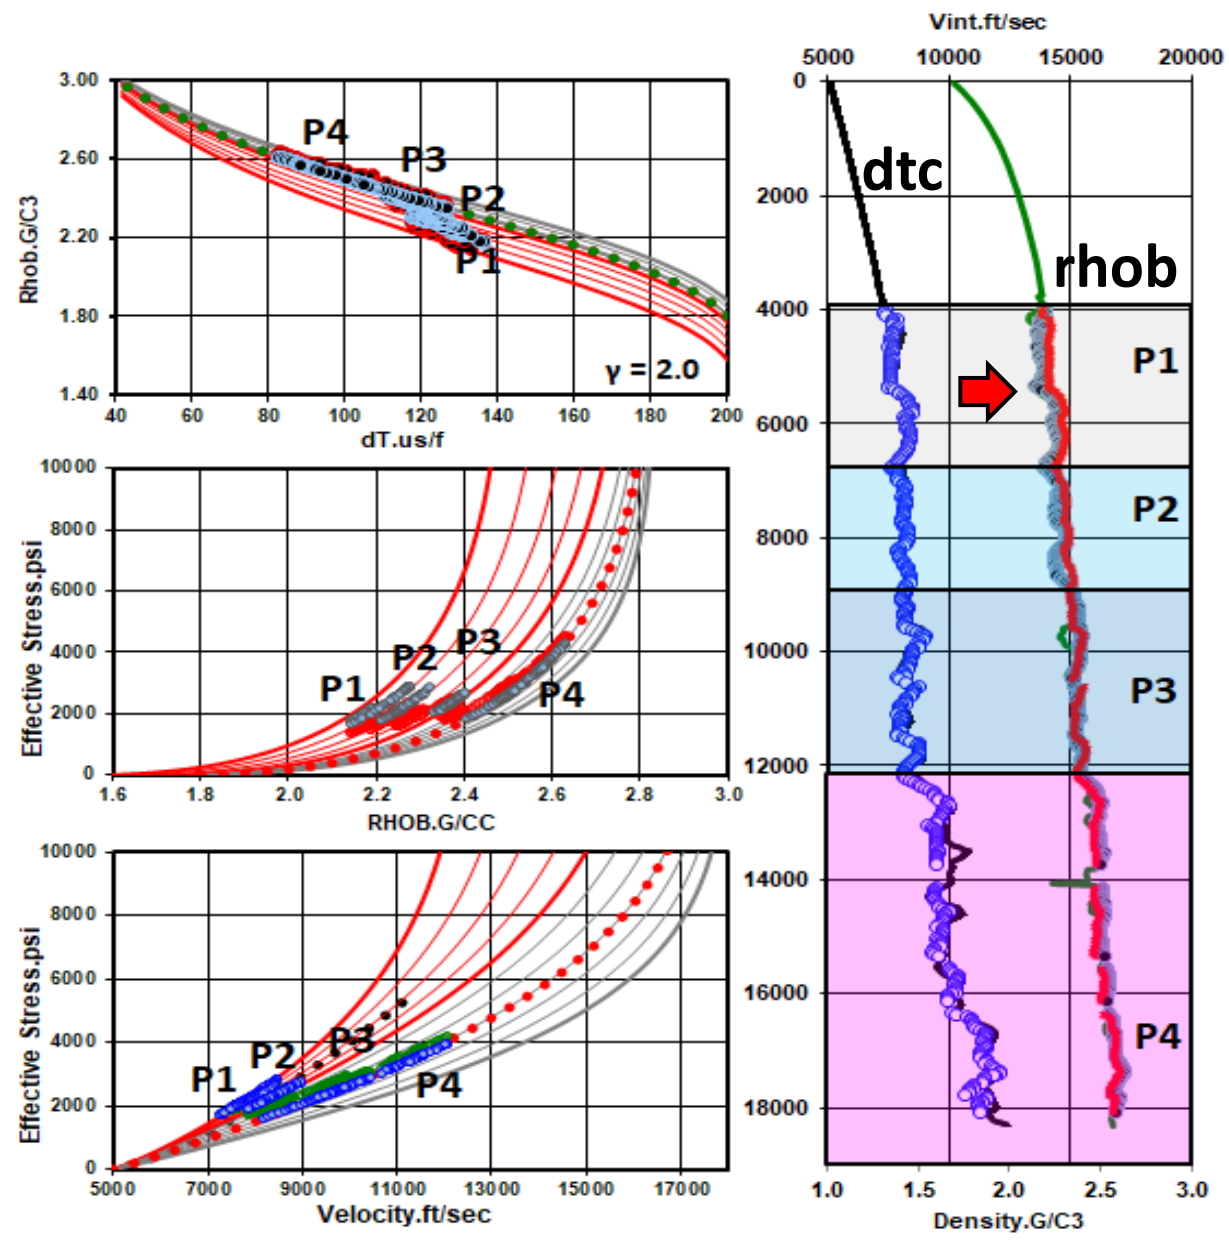 3.00
2.60
2.20
1.80
1.40
Rhob.G/C3
P4
P3
P2
P1
γ = 2.0
40 60 80 100 120 140 160 180 200
dT.us/f
10000
8000
6000
4000
2000
0
Effective Stress.psi
P1
P2
P3
P4
1.6 1.8 2.0 2.2 2.4 2.6 2.8 3.0
RHOB.G/CC
10000
8000
6000
4000
2000
0
Effective Stress.psi
P1
P2
P3
P4
5000 7000 9000 11000 13000 15000 17000
Velocity.ft/sec
Vint.ft/sec
5000 10000 15000 20000
0
2000
4000
6000
8000
10000
12000
14000
16000
18000
dtc
rhob
P1
P2
P3
P4
1.0 1.5 2.0 2.5 3.0
Density.G/C3